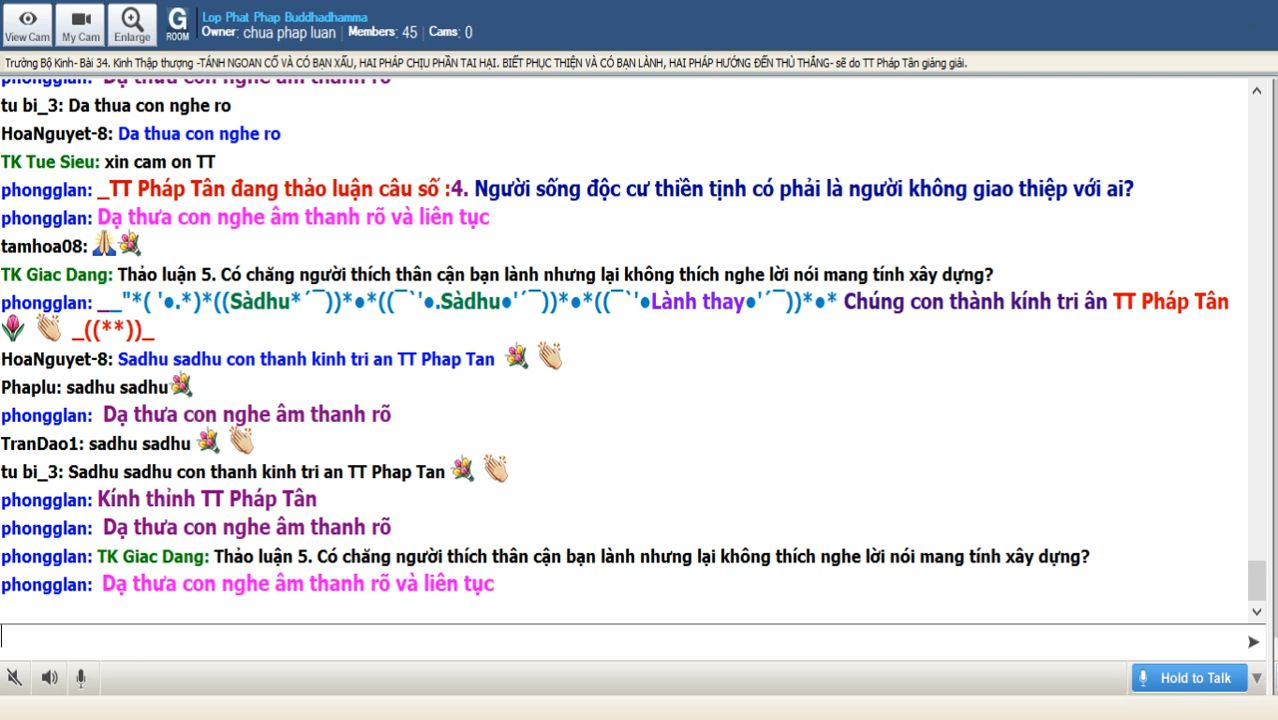 View Cam
My Cam
Enlarge
G
ROOM
Lop Phat Phap Buddhadhamma
Owner: chua phap luan | Members: 45 | Cams: 0
Trường Bộ Kinh- Bài 34. Kinh Thập thượng -TÁNH NGOAN CỐ VÀ CÓ BẠN XẤU, HAI PHÁP CHỊU PHẦN TAI HẠI. BIẾT PHỤC THIỆN VÀ CÓ BẠN LÀNH, HAI PHÁP HƯỚNG ĐẾN THÙ THẮNG- sẽ do TT Pháp Tân giảng giải.
phongglan: Dạ thưa con nghe âm thanh rõ
tu bi_3: Da thua con nghe ro
HoaNguyet-8: Da thua con nghe ro
TK Tue Sieu: xin cam on TT
phongglan: _TT Pháp Tân đang thảo luận câu số :4. Người sống độc cư thiền tịnh có phải là người không giao thiệp với ai?
phongglan: Dạ thưa con nghe âm thanh rõ và liên tục
tamhoa08:
TK Giac Dang: Thảo luận 5. Có chăng người thích thân cận bạn lành nhưng lại không thích nghe lời nói mang tính xây dựng?
phongglan: __"*( '●.*)*((Sàdhu*´¯))*●*((¯`'●.Sàdhu●'´¯))*●*((¯`'●Lành thay●'´¯))*●* Chúng con thành kính tri ân TT Pháp Tân
_((**))_
HoaNguyet-8: Sadhu sadhu con thanh kinh tri an TT Phap Tan
Phaplu: sadhu sadhu
phongglan: Dạ thưa con nghe âm thanh rõ
TranDao1: sadhu sadhu
tu bi_3: Sadhu sadhu con thanh kinh tri an TT Phap Tan
phongglan: Kính thỉnh TT Pháp Tân
phongglan: Dạ thưa con nghe âm thanh rõ
phongglan: TK Giac Dang: Thảo luận 5. Có chăng người thích thân cận bạn lành nhưng lại không thích nghe lời nói mang tính xây dựng?
phongglan: Dạ thưa con nghe âm thanh rõ và liên tục
Hold to Talk